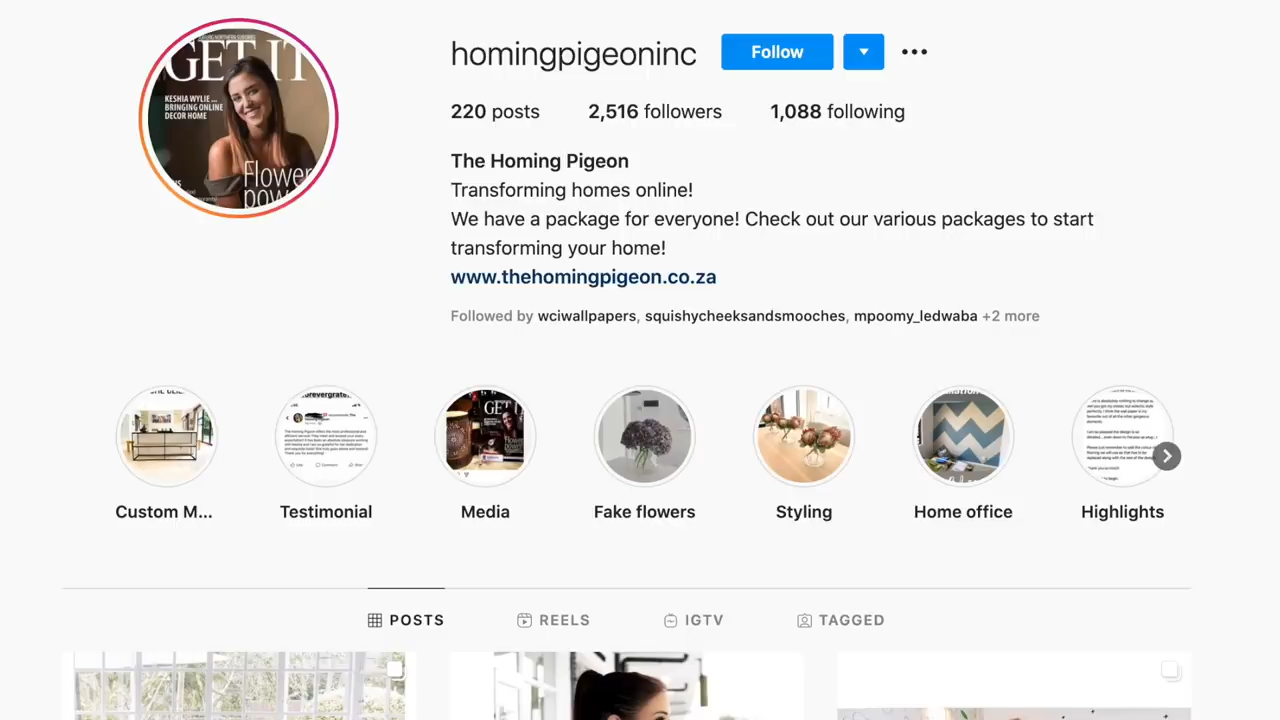 homingpigeoninc
Follow
220 posts
2,516 followers
1,088 following
GET IT
KESHIA WYLIE...
BRINGING ONLINE
DECOR HOME
Flower
The Homing Pigeon
Transforming homes online!
We have a package for everyone! Check out our various packages to start
transforming your home!
www.thehomingpigeon.co.za
Followed by wciwallpapers, squishycheeksandsmooches, mpoomy_ledwaba +2 more
GET
Custom M...
Testimonial
Media
Fake flowers
Styling
Home office
Highlights
POSTS
REELS
IGTV
TAGGED